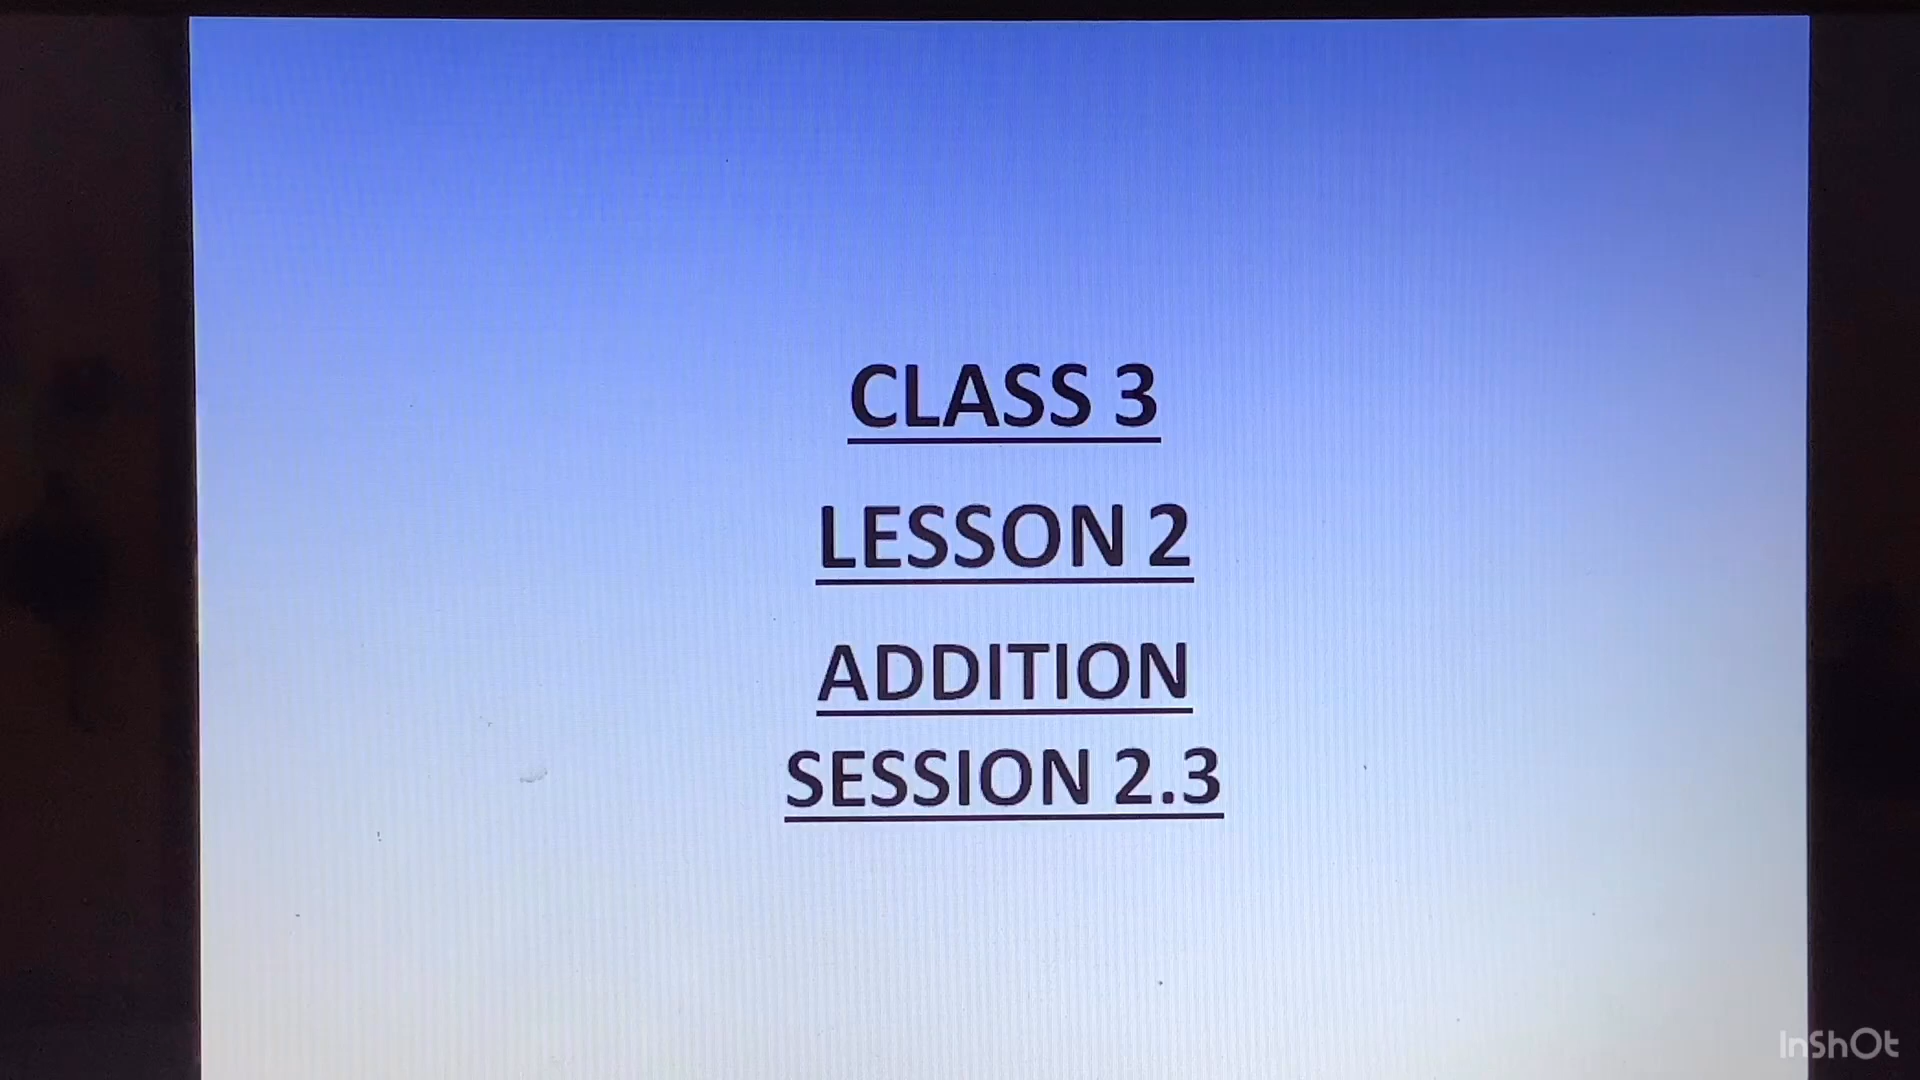 CLASS 3
LESSON 2
ADDITION
SESSION 2.3
InShOt